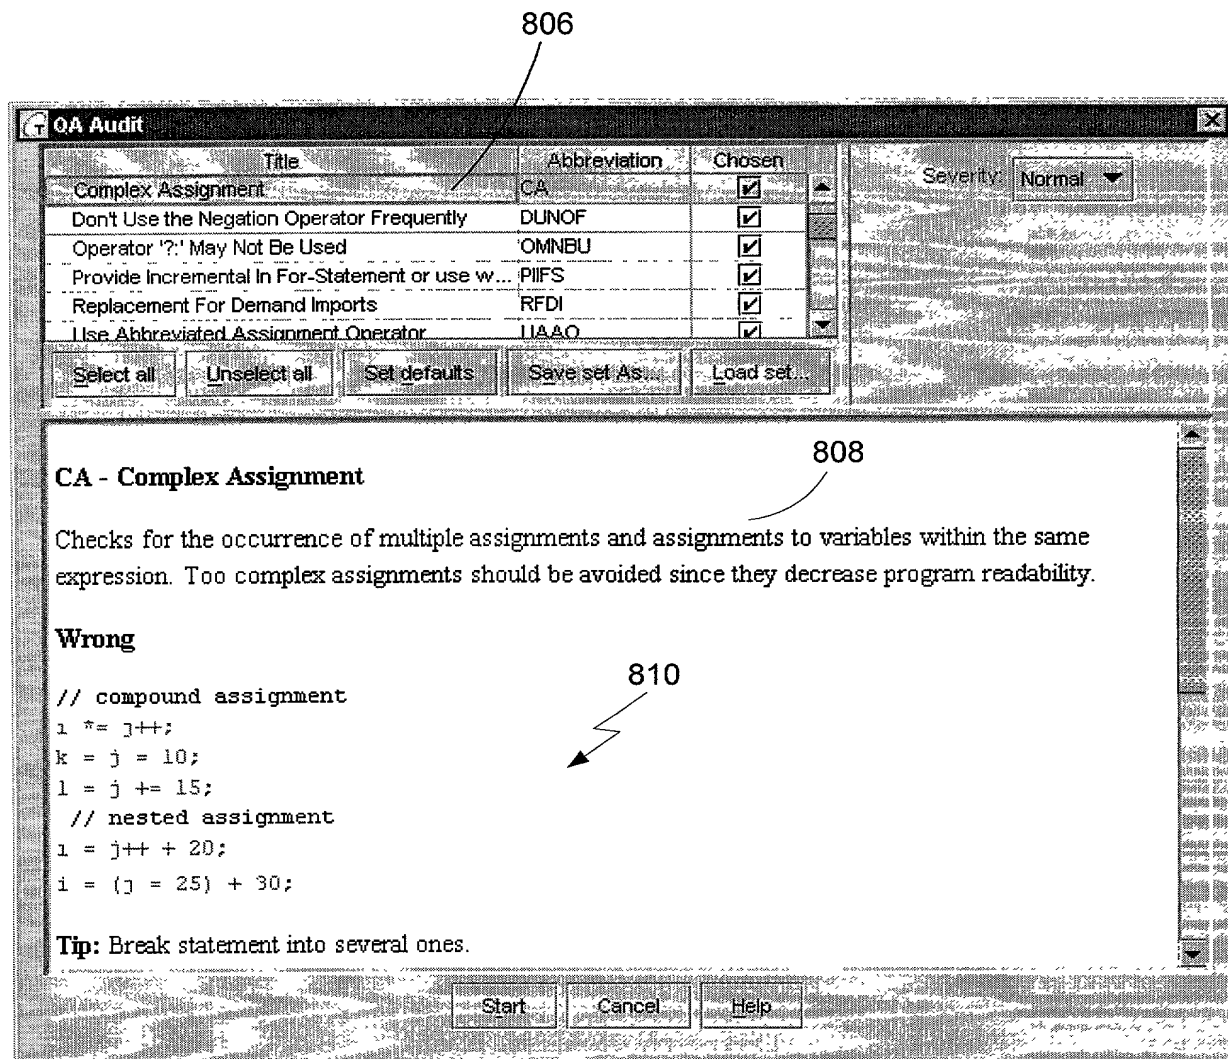 806
QA Audit
Title Abbreviation Chosen
Complex Assignment CA
Don't Use the Negation Operator Frequently DUNOF
Operator '?:' May Not Be Used OMNBU
Provide Incremental In For-Statement or use w... PIIFS
Replacement For Demand Imports RFDI
Use Abbreviated Assignment Operator UAAO
Severity: Normal
Select all Unselect all Set defaults Save set As... Load set...
808
CA - Complex Assignment
Checks for the occurrence of multiple assignments and assignments to variables within the same
expression. Too complex assignments should be avoided since they decrease program readability.
Wrong
810
// compound assignment
i *= j++;
k = j = 10;
l = j += 15;
// nested assignment
i = j++ + 20;
i = (j = 25) + 30;
Tip: Break statement into several ones.
Start Cancel Help